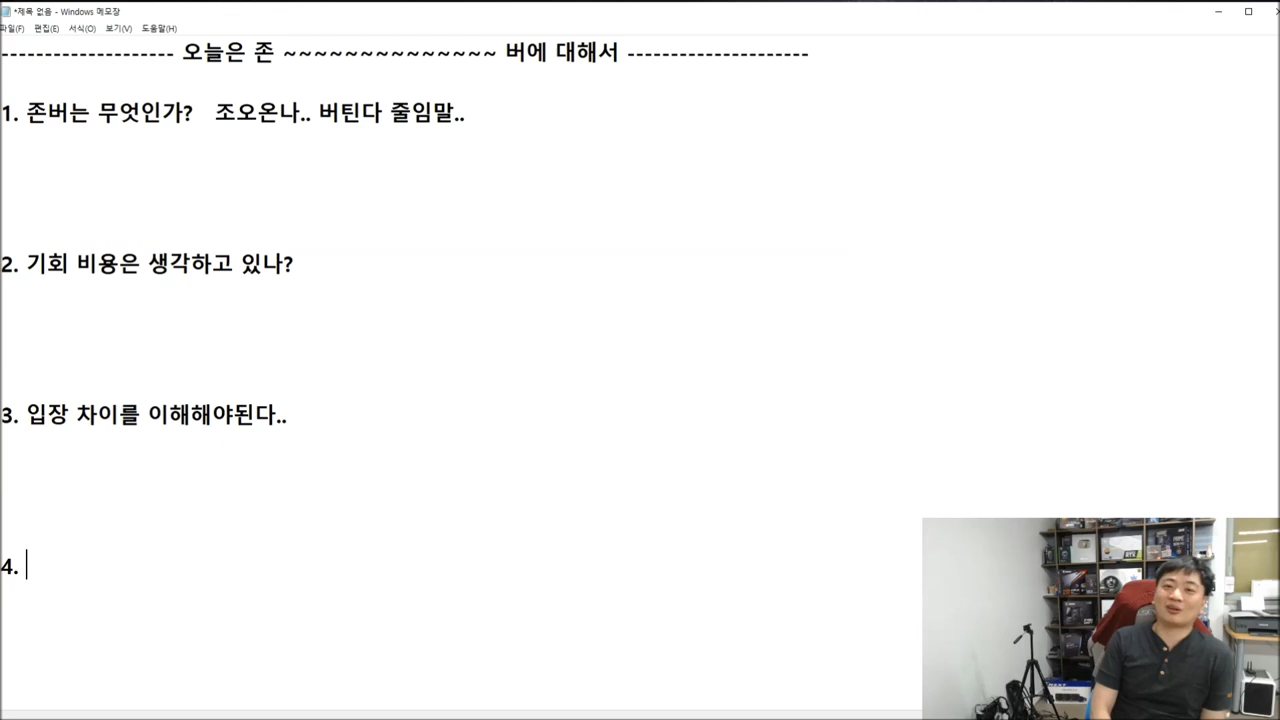 *제목 없음 - Windows 메모장
파일(F) 편집(E) 서식(O) 보기(V) 도움말(H)
-------------------- 오늘은 존 ~~~~~~~~~~~~~~ 버에 대해서 ---------------------
1. 존버는 무엇인가? 조오온나.. 버틴다 줄임말..
2. 기회 비용은 생각하고 있나?
3. 입장 차이를 이해해야된다..
4.